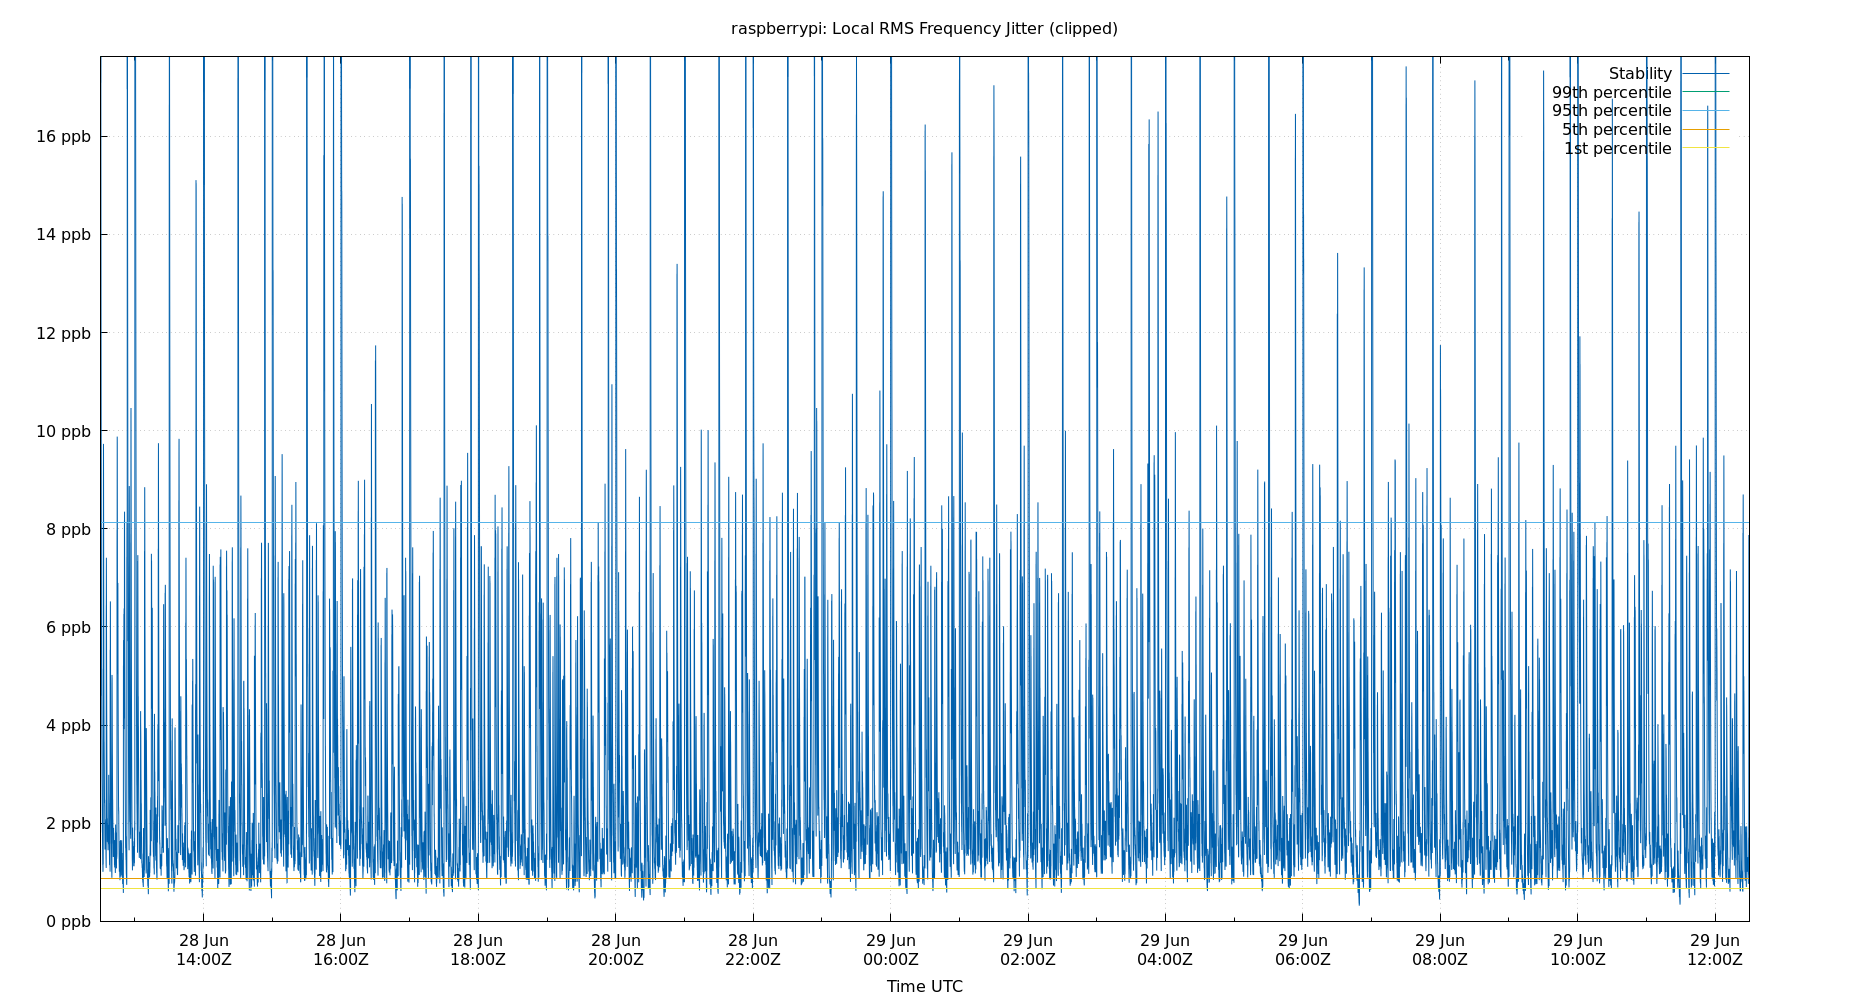 raspberrypi: Local RMS Frequency Jitter (clipped)
Stability
99th percentile
95th percentile
5th percentile
1st percentile
16 ppb
14 ppb
12 ppb
10 ppb
8 ppb
6 ppb
4 ppb
2 ppb
0 ppb
28 Jun 28 Jun 28 Jun 28 Jun 28 Jun 29 Jun 29 Jun 29 Jun 29 Jun 29 Jun 29 Jun 29 Jun
14:00Z 16:00Z 18:00Z 20:00Z 22:00Z 00:00Z 02:00Z 04:00Z 06:00Z 08:00Z 10:00Z 12:00Z
Time UTC